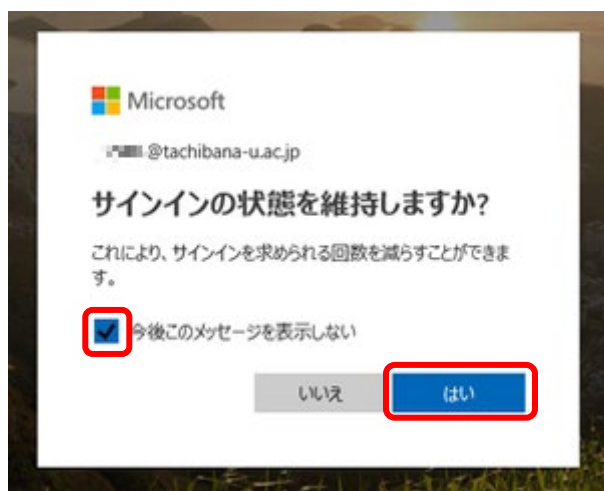 Microsoft
@tachibana-u.ac.jp
サインインの状態を維持しますか?
これにより、サインインを求められる回数を減らすことができま
す。
今後このメッセージを表示しない
いいえ
はい